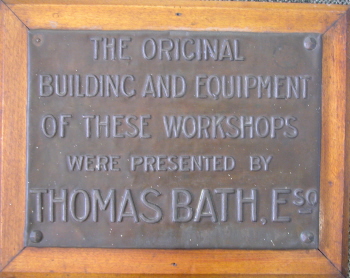 THE ORIGINAL
BUILDING AND EQUIPMENT
OF THESE WORKSHOPS
WERE PRESENTED BY
THOMAS BATH, ESQ